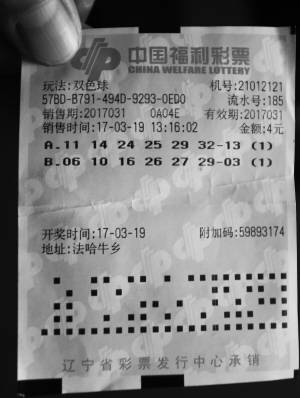 中国福利彩票
CHINA WELFARE LOTTERY
玩法:双色球 机号:21012121
57BD-B791-494D-9293-0ED0 流水号:185
销售期:2017031 0A04E 有效期:2017031
销售时间:17-03-19 13:16:02 金额:4元
A.11 14 24 25 29 32-13 (1)
B.06 10 16 26 27 29-03 (1)
开奖时间:17-03-19 附加码:59893174
地址:法哈牛乡
辽宁省彩票发行中心承销